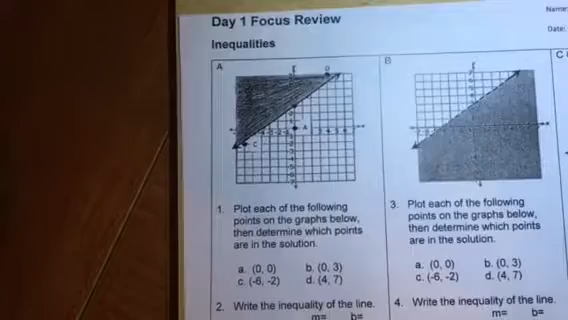 Day 1 Focus Review
Name:
Date:
Inequalities
A
B
C
D
A
C
1. Plot each of the following
points on the graphs below,
then determine which points
are in the solution.
a. (0, 0) b. (0, 3)
c. (-6, -2) d. (4, 7)
2. Write the inequality of the line.
m= b=
3. Plot each of the following
points on the graphs below,
then determine which points
are in the solution.
a. (0, 0) b. (0, 3)
c. (-6, -2) d. (4, 7)
4. Write the inequality of the line.
m= b=